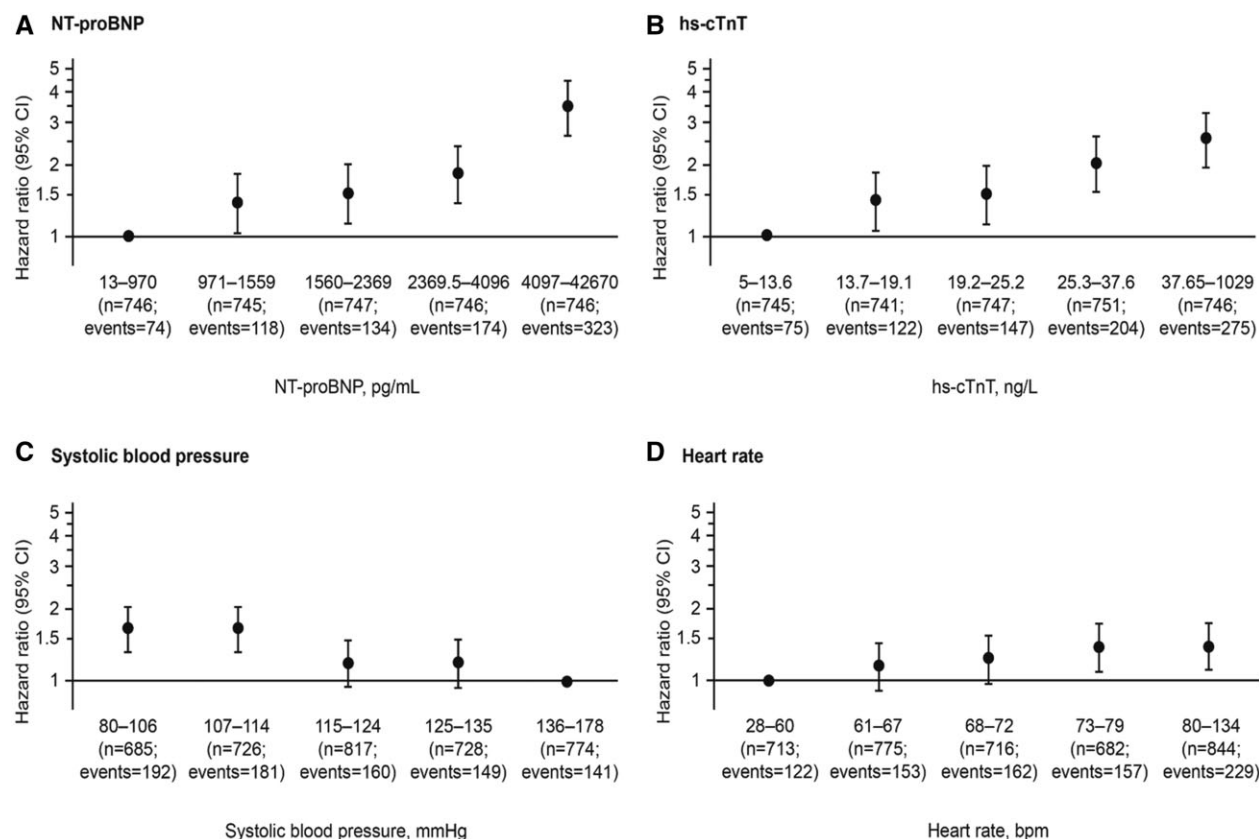 A NT-proBNP
Hazard ratio (95% CI)
5
4
3
2
1.5
1
13–970 971–1559 1560–2369 2369.5–4096 4097–42670
(n=746; (n=745; (n=747; (n=746; (n=746;
events=74) events=118) events=134) events=174) events=323)
NT-proBNP, pg/mL
B hs-cTnT
Hazard ratio (95% CI)
5
4
3
2
1.5
1
5–13.6 13.7–19.1 19.2–25.2 25.3–37.6 37.65–1029
(n=745; (n=741; (n=747; (n=751; (n=746;
events=75) events=122) events=147) events=204) events=275)
hs-cTnT, ng/L
C Systolic blood pressure
Hazard ratio (95% CI)
5
4
3
2
1.5
1
80–106 107–114 115–124 125–135 136–178
(n=685; (n=726; (n=817; (n=728; (n=774;
events=192) events=181) events=160) events=149) events=141)
Systolic blood pressure, mmHg
D Heart rate
Hazard ratio (95% CI)
5
4
3
2
1.5
1
28–60 61–67 68–72 73–79 80–134
(n=713; (n=775; (n=716; (n=682; (n=844;
events=122) events=153) events=162) events=157) events=229)
Heart rate, bpm